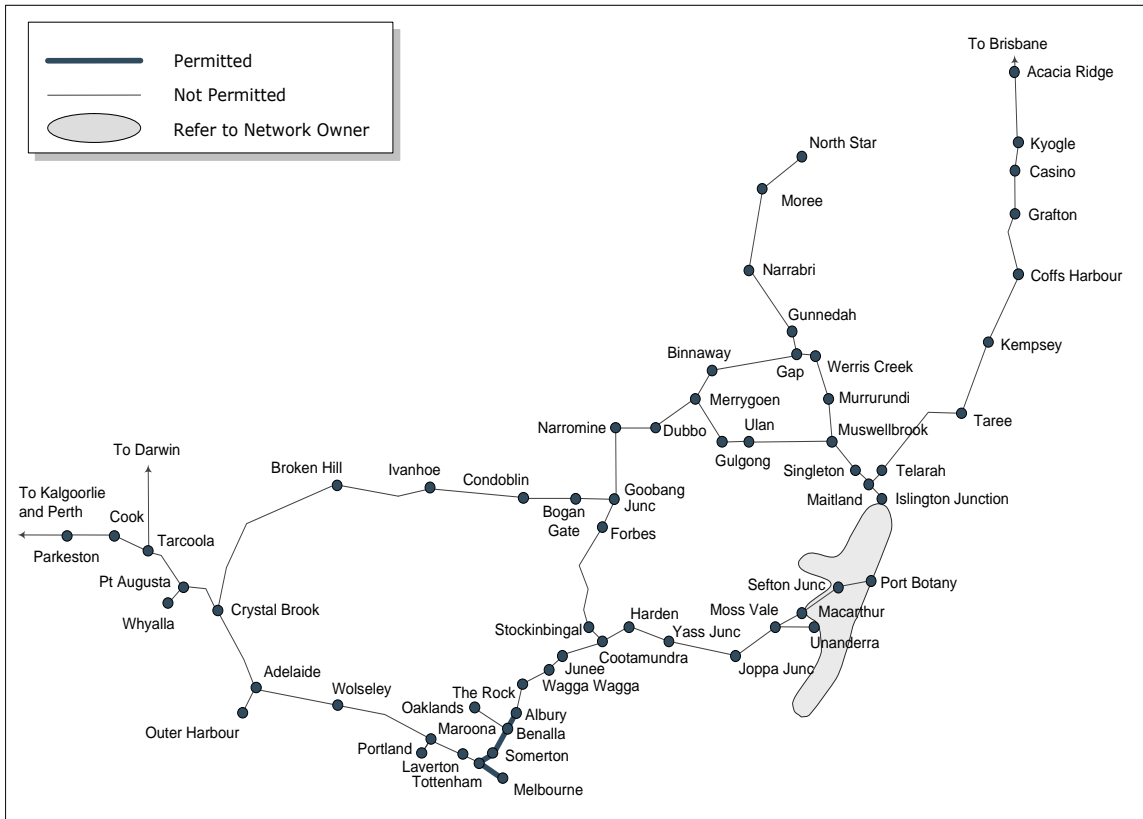 Permitted
Not Permitted
Refer to Network Owner
To Brisbane
Acacia Ridge
Kyogle
Casino
Grafton
Coffs Harbour
Kempsey
Taree
North Star
Moree
Narrabri
Gunnedah
Binnaway
Gap
Werris Creek
Merrygoen
Murrurundi
Narromine
Dubbo
Ulan
Gulgong
Muswellbrook
Singleton
Telarah
Maitland
Islington Junction
To Darwin
Broken Hill
Ivanhoe
Condoblin
Bogan
Gate
Goobang
Junc
Forbes
To Kalgoorlie
and Perth
Cook
Parkeston
Tarcoola
Pt Augusta
Whyalla
Crystal Brook
Sefton Junc
Port Botany
Moss Vale
Macarthur
Unanderra
Stockinbingal
Harden
Yass Junc
Cootamundra
Joppa Junc
Junee
Wagga Wagga
The Rock
Oaklands
Albury
Maroona
Benalla
Adelaide
Wolseley
Outer Harbour
Portland
Somerton
Laverton
Tottenham
Melbourne